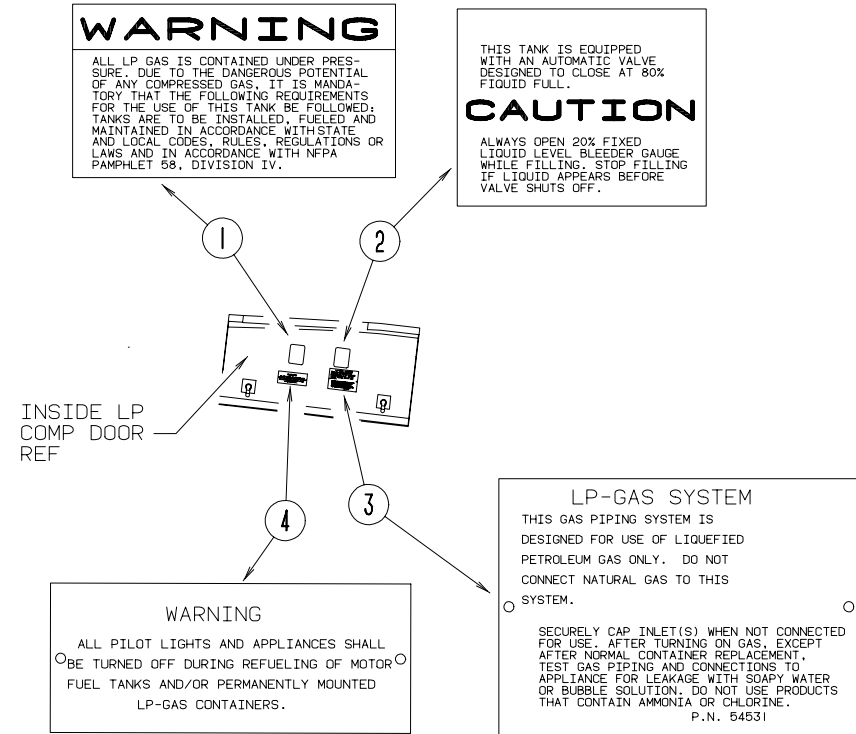 WARNING
ALL LP GAS IS CONTAINED UNDER PRES-
SURE. DUE TO THE DANGEROUS POTENTIAL
OF ANY COMPRESSED GAS, IT IS MANDA-
TORY THAT THE FOLLOWING REQUIREMENTS
FOR THE USE OF THIS TANK BE FOLLOWED:
TANKS ARE TO BE INSTALLED, FUELED AND
MAINTAINED IN ACCORDANCE WITH STATE
AND LOCAL CODES, RULES, REGULATIONS OR
LAWS AND IN ACCORDANCE WITH NFPA
PAMPHLET 58, DIVISION IV.
THIS TANK IS EQUIPPED
WITH AN AUTOMATIC VALVE
DESIGNED TO CLOSE AT 80%
FIQUID FULL.
CAUTION
ALWAYS OPEN 20% FIXED
LIQUID LEVEL BLEEDER GAUGE
WHILE FILLING. STOP FILLING
IF LIQUID APPEARS BEFORE
VALVE SHUTS OFF.
1
2
INSIDE LP
COMP DOOR
REF
4
3
WARNING
ALL PILOT LIGHTS AND APPLIANCES SHALL
BE TURNED OFF DURING REFUELING OF MOTOR
FUEL TANKS AND/OR PERMANENTLY MOUNTED
LP-GAS CONTAINERS.
LP-GAS SYSTEM
THIS GAS PIPING SYSTEM IS
DESIGNED FOR USE OF LIQUEFIED
PETROLEUM GAS ONLY. DO NOT
CONNECT NATURAL GAS TO THIS
SYSTEM.
SECURELY CAP INLET(S) WHEN NOT CONNECTED
FOR USE. AFTER TURNING ON GAS, EXCEPT
AFTER NORMAL CONTAINER REPLACEMENT,
TEST GAS PIPING AND CONNECTIONS TO
APPLIANCE FOR LEAKAGE WITH SOAPY WATER
OR BUBBLE SOLUTION. DO NOT USE PRODUCTS
THAT CONTAIN AMMONIA OR CHLORINE.
P.N. 54531